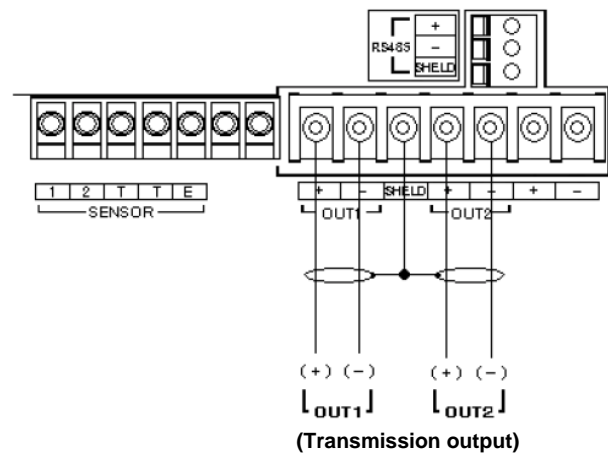 RS485 + - SHELD
1 2 T T E
SENSOR
+ - SHELD + - + -
OUT1 OUT2
(+) (-) (+) (-)
OUT1 OUT2
(Transmission output)